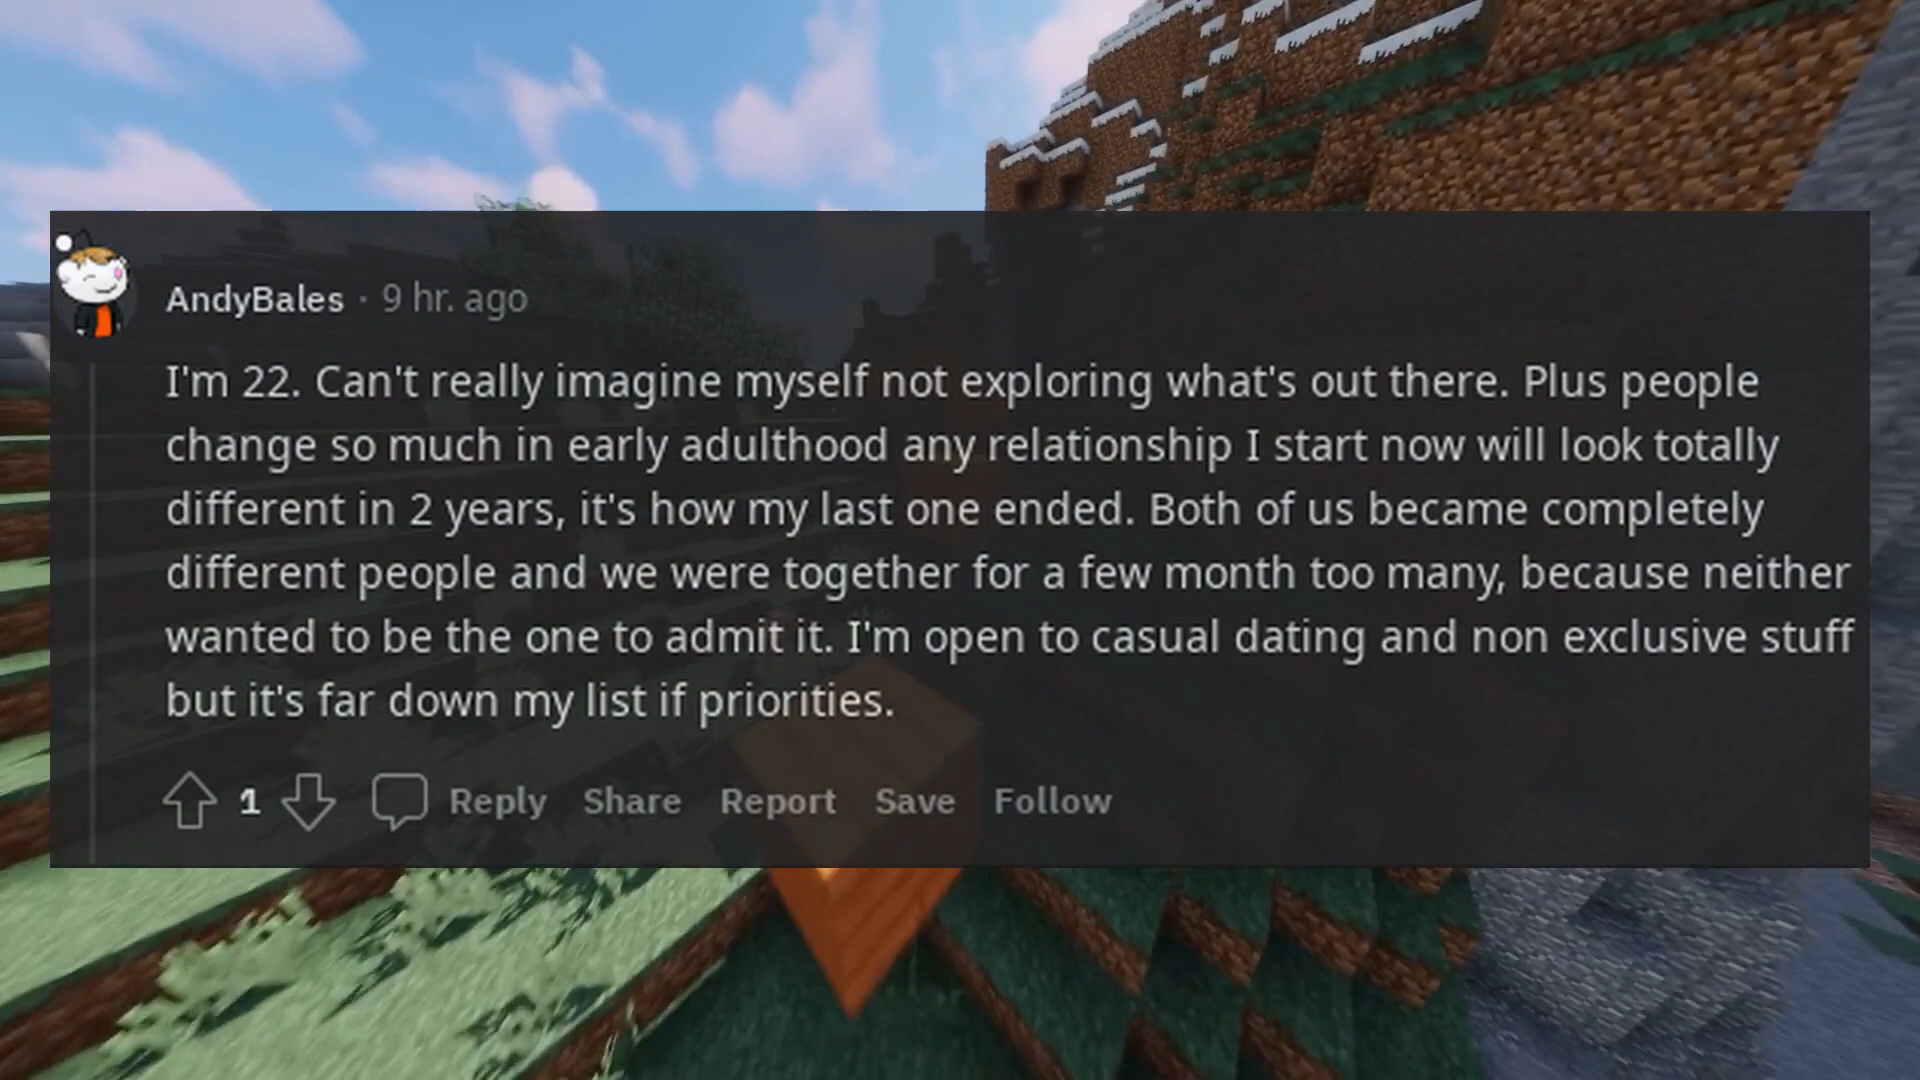 AndyBales · 9 hr. ago
I'm 22. Can't really imagine myself not exploring what's out there. Plus people
change so much in early adulthood any relationship I start now will look totally
different in 2 years, it's how my last one ended. Both of us became completely
different people and we were together for a few month too many, because neither
wanted to be the one to admit it. I'm open to casual dating and non exclusive stuff
but it's far down my list if priorities.
1 Reply Share Report Save Follow